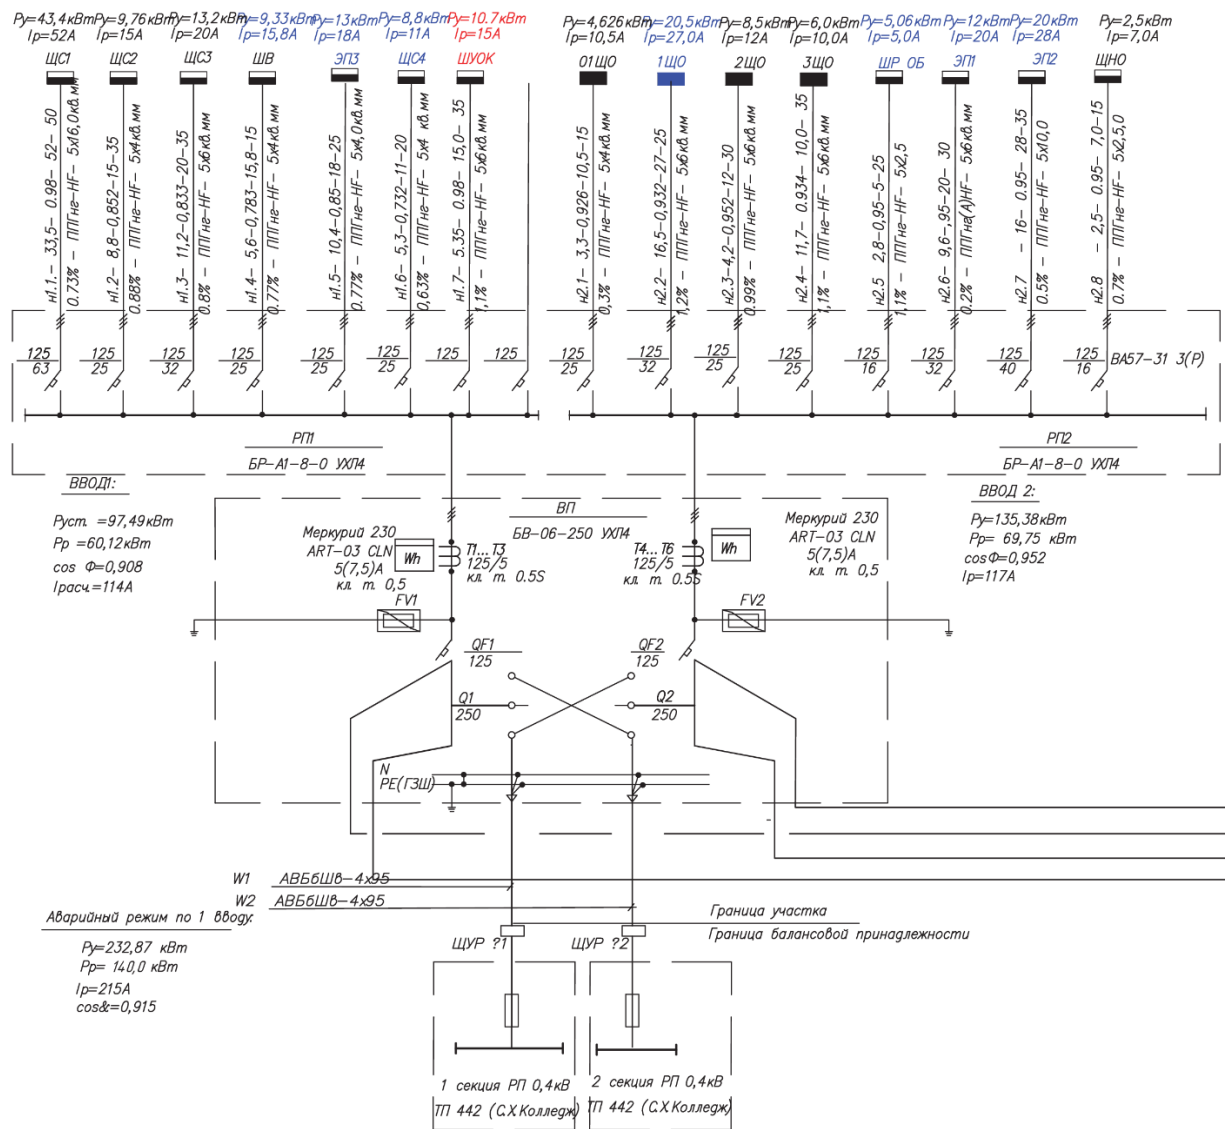 Ру=43,4кВт Ру=9,76кВт Ру=13,2кВт Ру=9,33кВт Ру=13кВт Ру=8,8кВт Ру=10.7кВт Ру=4,626кВт Ру=20,5кВт Ру=8,5кВт Ру=6,0кВт Ру=5,06кВт Ру=12кВт Ру=20кВт Ру=2,5кВт
Iр=52А Iр=15А Iр=20А Iр=15,8А Iр=18А Iр=11А Iр=15А Iр=10,5А Iр=27,0А Iр=12А Iр=10,0А Iр=5,0А Iр=20А Iр=28А Iр=7,0А
ЩС1 ЩС2 ЩС3 ШВ ЭП3 ЩС4 ШУОК 01ЩО 1ЩО 2ЩО 3ЩО ШР ОБ ЭП1 ЭП2 ЩНО
н1.1.- 33,5- 0.98- 52- 50
0.73% - ППГнг-HF- 5х16,0кв.мм
н1.2- 8,8-0,852-15-35
0.88% - ППГнг-HF- 5х4кв.мм
н1.3- 11,2-0,833-20-35
0.8% - ППГнг-HF- 5х6кв.мм
н1.4- 5,6-0,783-15,8-15
0.77% - ППГнг-HF- 5х4кв.мм
н1.5- 10,4-0,85-18-25
0.77% - ППГнг-HF- 5х4,0кв.мм
н1.6- 5,3-0,732-11-20
0,63% - ППГнг-HF- 5х4 кв.мм
н1.7- 5.35- 0.98- 15,0- 35
1,1% - ППГнг-HF- 5х6кв.мм
н2.1- 3,3-0,926-10,5-15
0,3% - ППГнг-HF- 5х4кв.мм
н2.2- 16,5-0,932-27-25
1,2% - ППГнг-HF- 5х6кв.мм
н2.3-4,2-0,952-12-30
0.99% - ППГнг-HF- 5х6кв.мм
н2.4- 11,7- 0.934- 10,0- 35
1,1% - ППГнг-HF- 5х6кв.мм
н2.5 2,8-0,95-5-25
1,1% - ППГнг-HF- 5х2,5
н2.6- 9,6-,95-20- 30
0.2% - ППГнг(А)HF- 5х6кв.мм
н2.7 - 16- 0.95- 28-35
0.5% - ППГнг-HF- 5х10,0
н2.8 - 2,5- 0.95- 7,0-15
0.7% - ППГнг-HF- 5х2,5,0
125 125 125 125 125 125 125 125 125 125 125 125 125 125 125 125 ВА57-31 3(Р)
63 25 32 25 25 25 25 25 25 32 25 25 16 32 40 16
РП1 РП2
БР-А1-8-0 УХЛ4 БР-А1-8-0 УХЛ4
ВВОД1:
Руст. =97,49кВт
Рр =60,12кВт
cos Ф=0,908
Iрасч.=114А
ВВОД 2:
Ру=135,38кВт
Рр= 69,75 кВт
cosФ=0,952
Iр=117А
ВП
БВ-06-250 УХЛ4
Меркурий 230
ART-03 CLN
5(7,5)А
кл. т. 0,5
Wh
Т1...Т3
125/5
кл. т. 0.5S
Т4...Т6
125/5
кл. т. 0.5S
Wh
Меркурий 230
ART-03 CLN
5(7,5)А
кл. т. 0,5
FV1 FV2
QF1 QF2
125 125
Q1 Q2
250 250
N
PE(ГЗШ)
W1 АВБбШв-4х95
W2 АВБбШв-4х95
Аварийный режим по 1 вводу:
Ру=232,87 кВт
Рр= 140,0 кВт
Iр=215А
cos&=0,915
Граница участка
Граница балансовой принадлежности
ЩУР ?1 ЩУР ?2
1 секция РП 0,4кВ
ТП 442 (С.Х.Колледж)
2 секция РП 0,4кВ
ТП 442 (С.Х.Колледж)